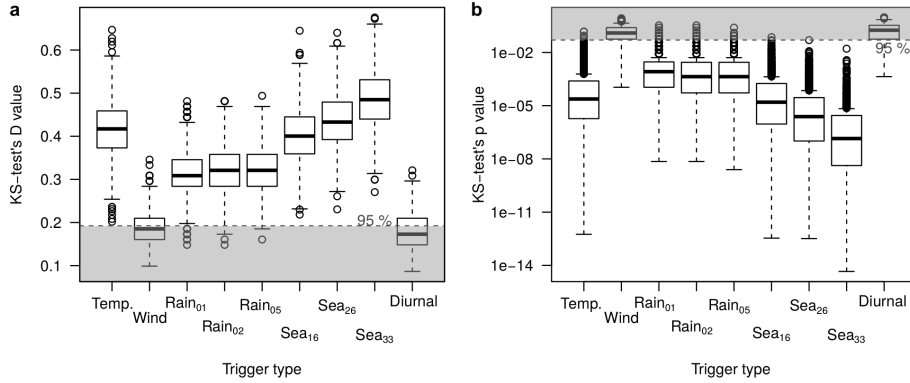 a
KS−test's D value
0.6
0.5
0.4
0.3
0.2
0.1
95 %
Temp.
Wind
Rain₀₁
Rain₀₂
Rain₀₅
Sea₁₆
Sea₂₆
Sea₃₃
Diurnal
Trigger type
b
KS−test's p value
1e−02
1e−05
1e−08
1e−11
1e−14
95 %
Temp.
Wind
Rain₀₁
Rain₀₂
Rain₀₅
Sea₁₆
Sea₂₆
Sea₃₃
Diurnal
Trigger type